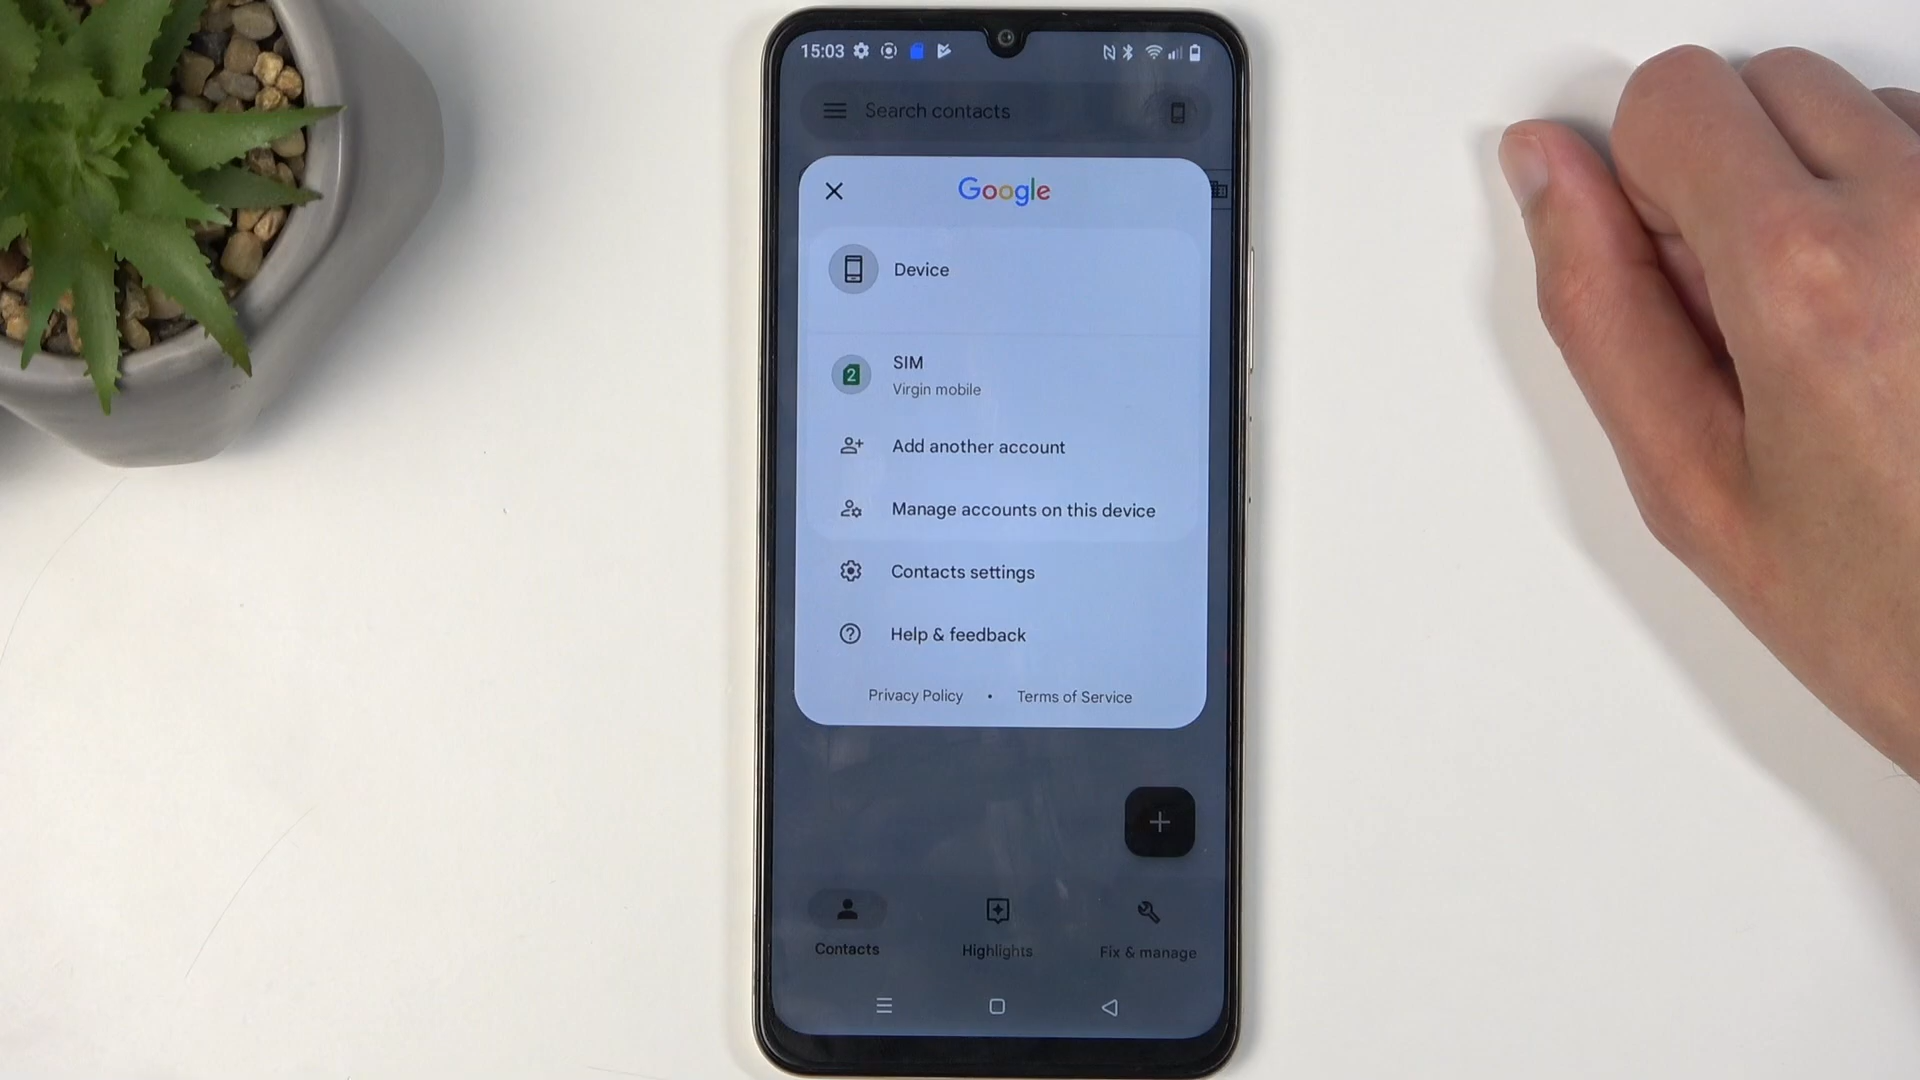 15:03
Search contacts
Google
Device
2
SIM
Virgin mobile
Add another account
Manage accounts on this device
Contacts settings
Help & feedback
Privacy Policy • Terms of Service
Contacts
Highlights
Fix & manage